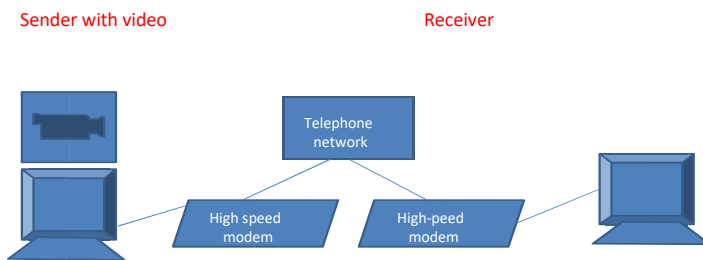 Sender with video
Receiver
Telephone
network
High speed
modem
High-peed
modem